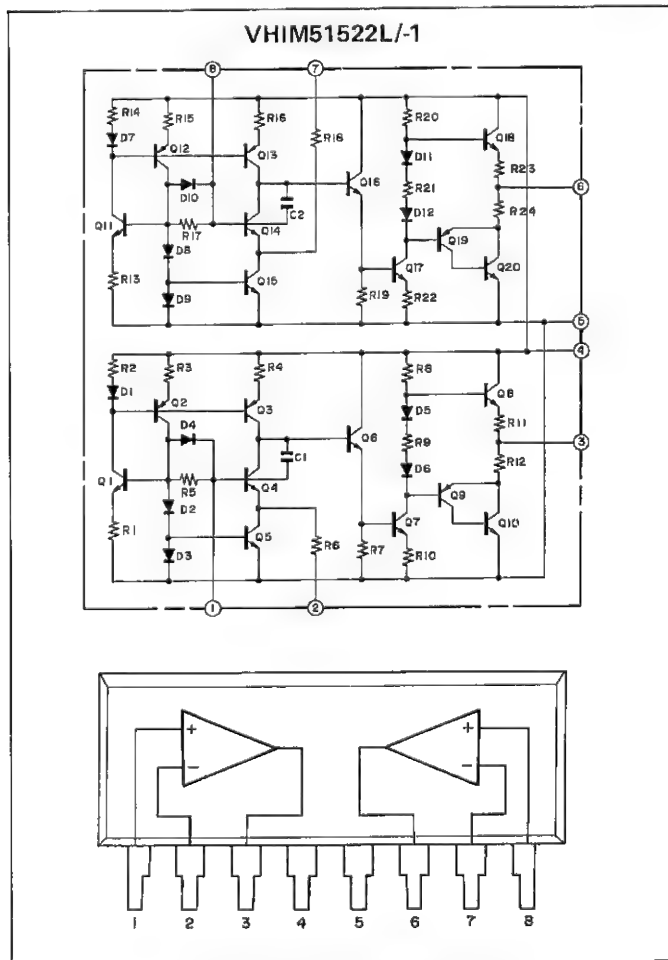 VHIM51522L/-1
8 7
R14 R15 R16 R18 R20
D7 Q12 Q13 D11 Q18
R23
D10 C2 Q16 R21 6
Q11 R17 Q14 D12 R24
D8 Q19
R13 D9 Q15 R19 Q17 R22 Q20
5
4
R2 R3 R4 R8
D1 Q2 Q3 D5 Q8
R11
D4 C1 Q6 R9 3
Q1 R5 Q4 D6 R12
D2 Q9
R1 D3 Q5 R6 R7 Q7 R10 Q10
1 2
+ +
− −
1 2 3 4 5 6 7 8